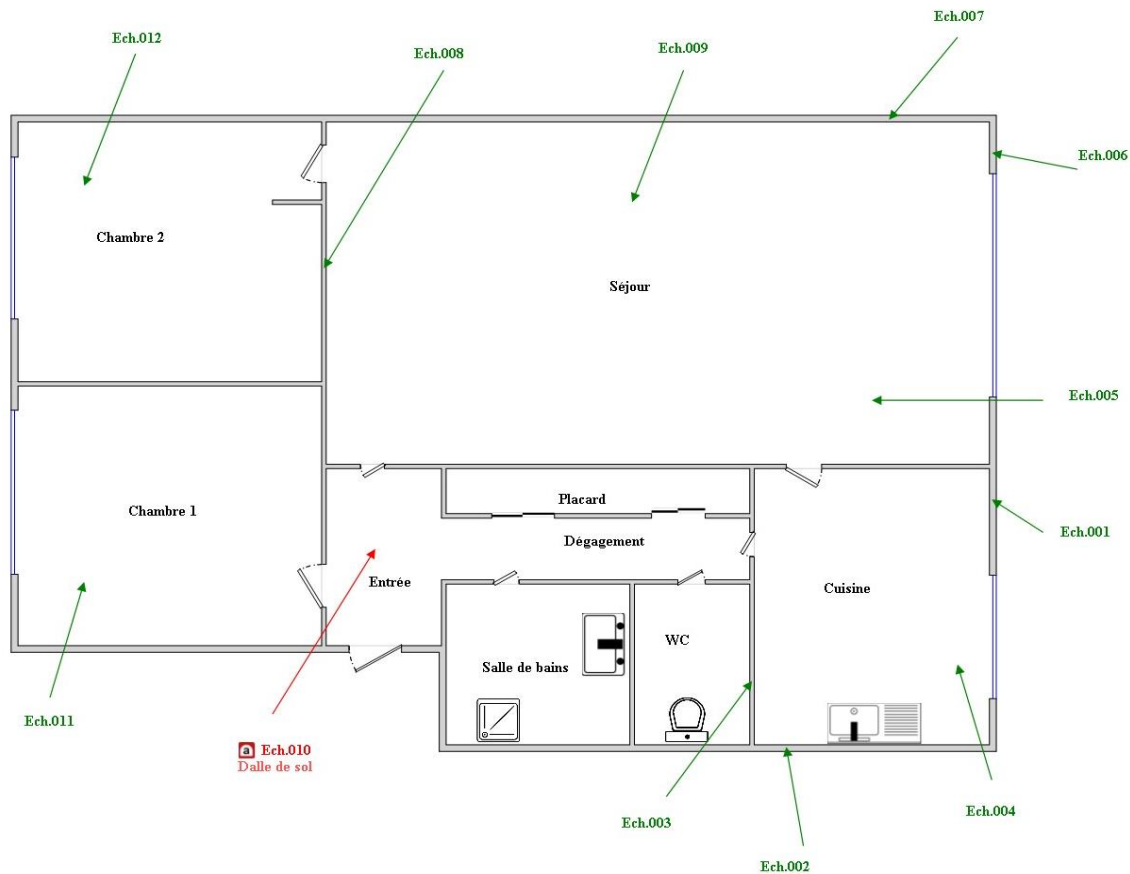 Ech.012
Ech.008
Ech.009
Ech.007
Ech.006
Chambre 2
Séjour
Ech.005
Chambre 1
Placard
Ech.001
Dégagement
Entrée
Cuisine
WC
Salle de bains
Ech.011
a Ech.010
Dalle de sol
Ech.003
Ech.004
Ech.002